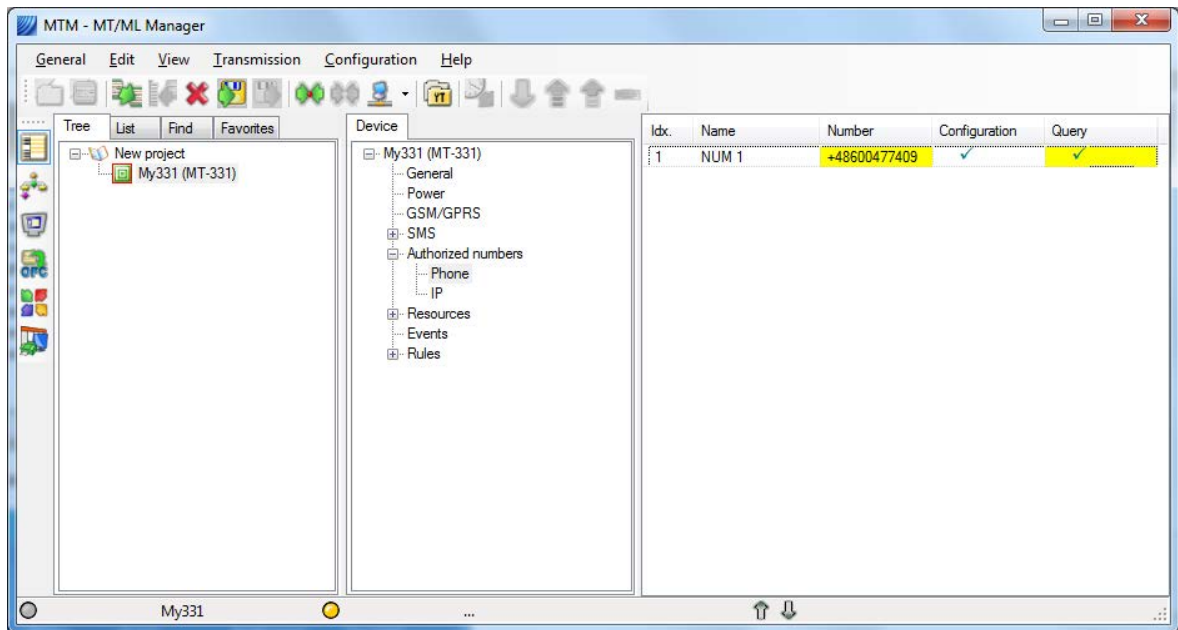 MTM - MT/ML Manager
General Edit View Transmission Configuration Help
YT
Tree List Find Favorites
New project
My331 (MT-331)
Device
My331 (MT-331)
General
Power
GSM/GPRS
SMS
Authorized numbers
Phone
IP
Resources
Events
Rules
Idx. Name Number Configuration Query
1 NUM 1 +48600477409 ✓ ✓
OPC
My331 ...